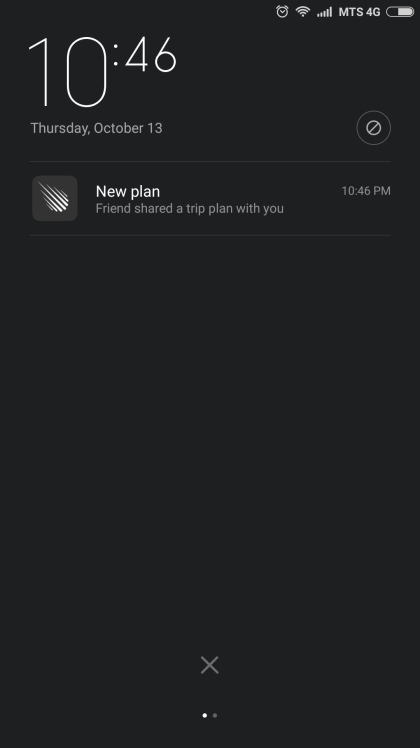 MTS 4G
10:46
Thursday, October 13
New plan
10:46 PM
Friend shared a trip plan with you